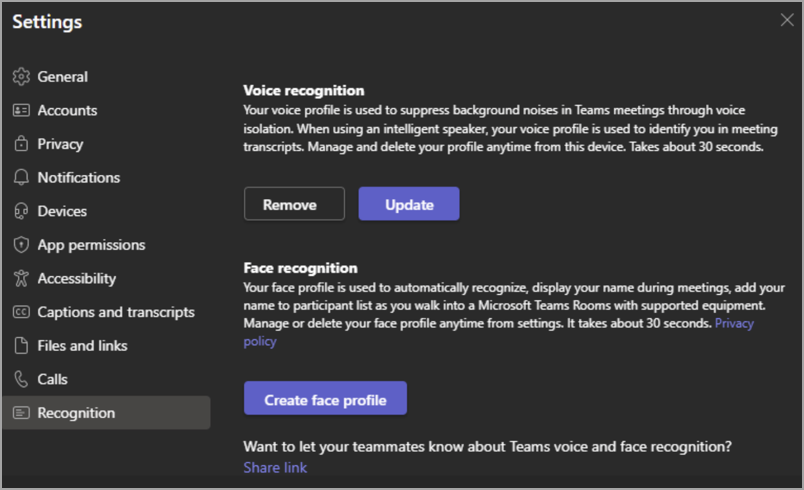 Settings
General
Accounts
Privacy
Notifications
Devices
App permissions
Accessibility
Captions and transcripts
Files and links
Calls
Recognition
Voice recognition
Your voice profile is used to suppress background noises in Teams meetings through voice
isolation. When using an intelligent speaker, your voice profile is used to identify you in meeting
transcripts. Manage and delete your profile anytime from this device. Takes about 30 seconds.
Remove
Update
Face recognition
Your face profile is used to automatically recognize, display your name during meetings, add your
name to participant list as you walk into a Microsoft Teams Rooms with supported equipment.
Manage or delete your face profile anytime from settings. It takes about 30 seconds. Privacy
policy
Create face profile
Want to let your teammates know about Teams voice and face recognition?
Share link